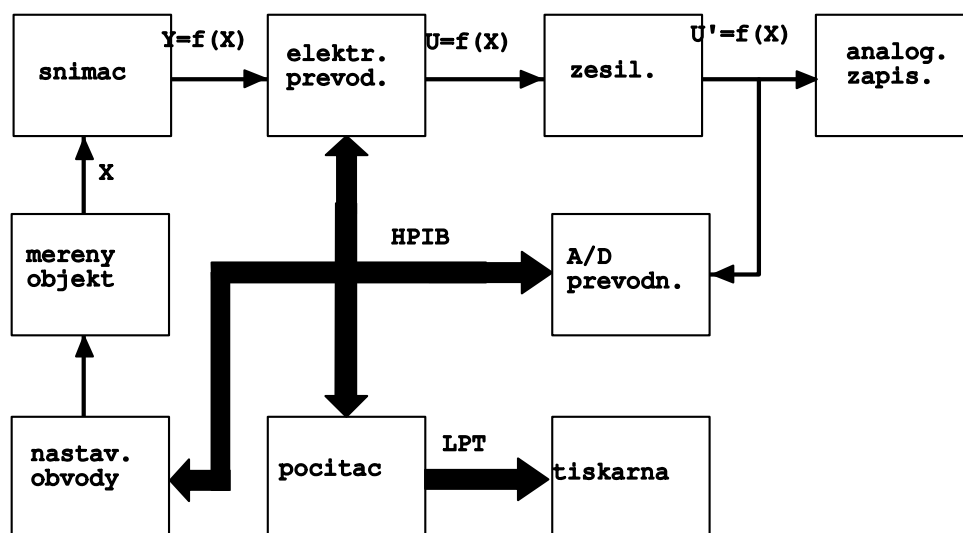 Y=f(X)
U=f(X)
U'=f(X)
snimac
elektr.
prevod.
zesil.
analog.
zapis.
X
mereny
objekt
HPIB
A/D
prevodn.
nastav.
obvody
pocitac
LPT
tiskarna